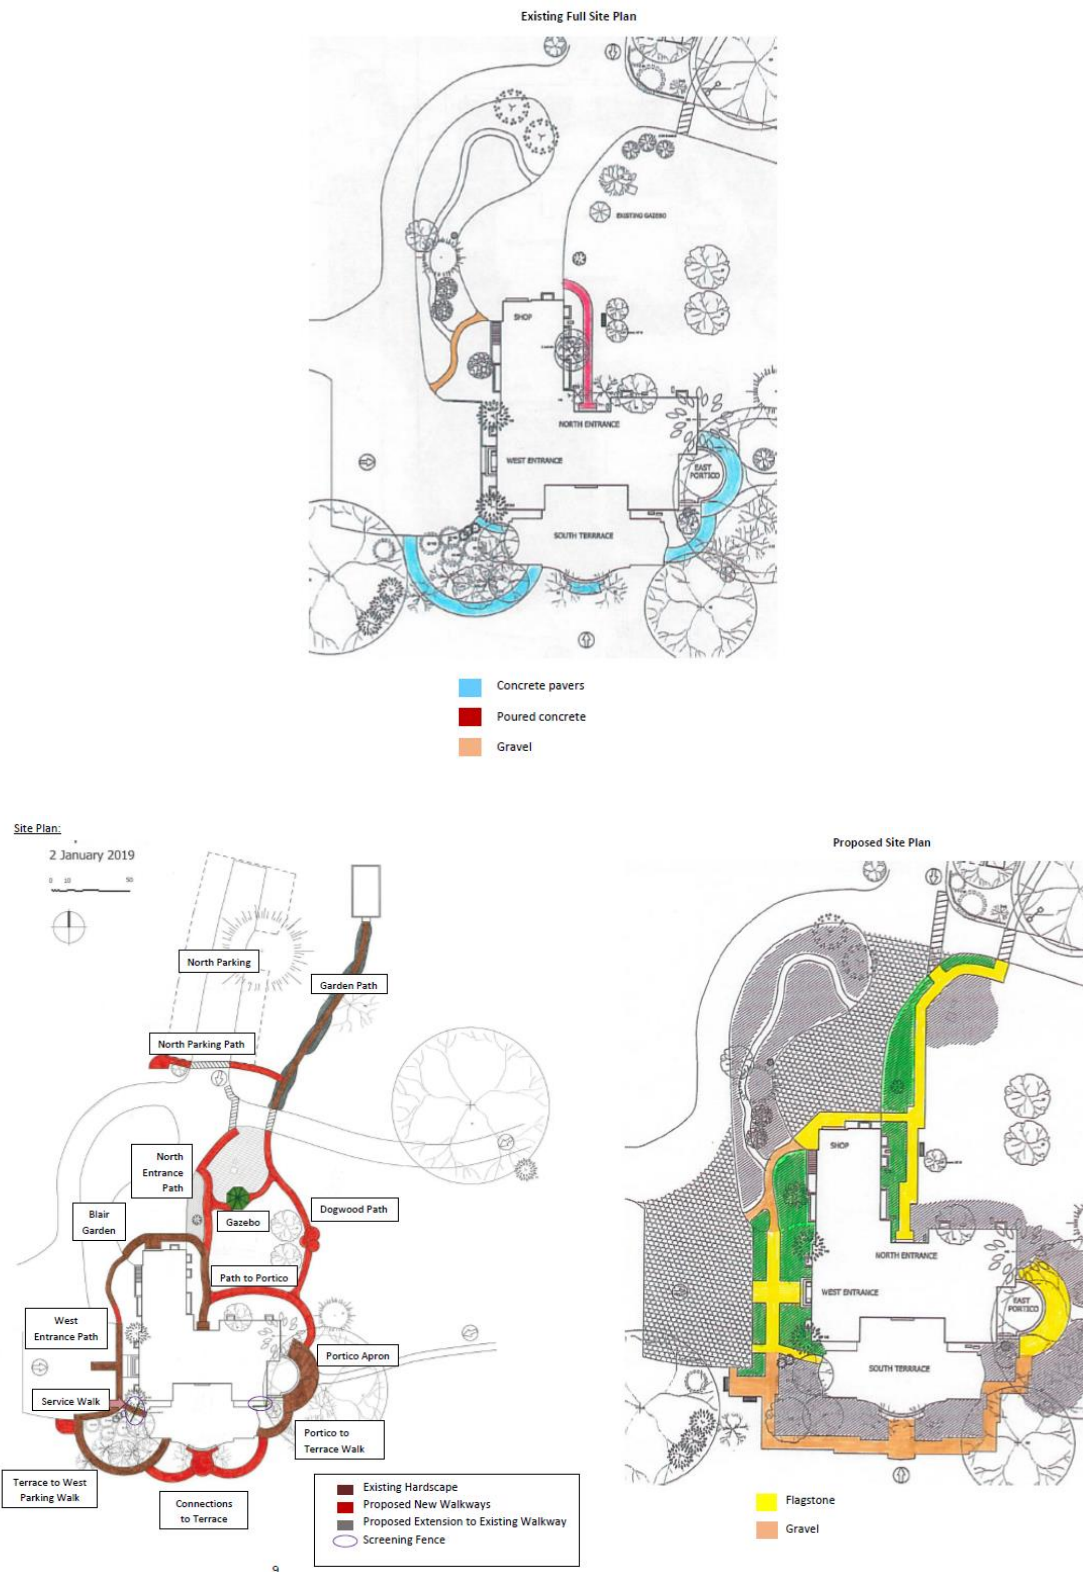 Existing Full Site Plan
EXISTING GAZEBO
SHOP
NORTH ENTRANCE
WEST ENTRANCE
EAST
PORTICO
SOUTH TERRRACE
Concrete pavers
Poured concrete
Gravel
Site Plan:
2 January 2019
0 10 50
North Parking
Garden Path
North Parking Path
North
Entrance
Path
Blair
Garden
Gazebo
Dogwood Path
Path to Portico
West
Entrance Path
Portico Apron
Service Walk
Portico to
Terrace Walk
Terrace to West
Parking Walk
Connections
to Terrace
Existing Hardscape
Proposed New Walkways
Proposed Extension to Existing Walkway
Screening Fence
9
Proposed Site Plan
SHOP
NORTH ENTRANCE
WEST ENTRANCE
EAST
PORTICO
SOUTH TERRRACE
Flagstone
Gravel